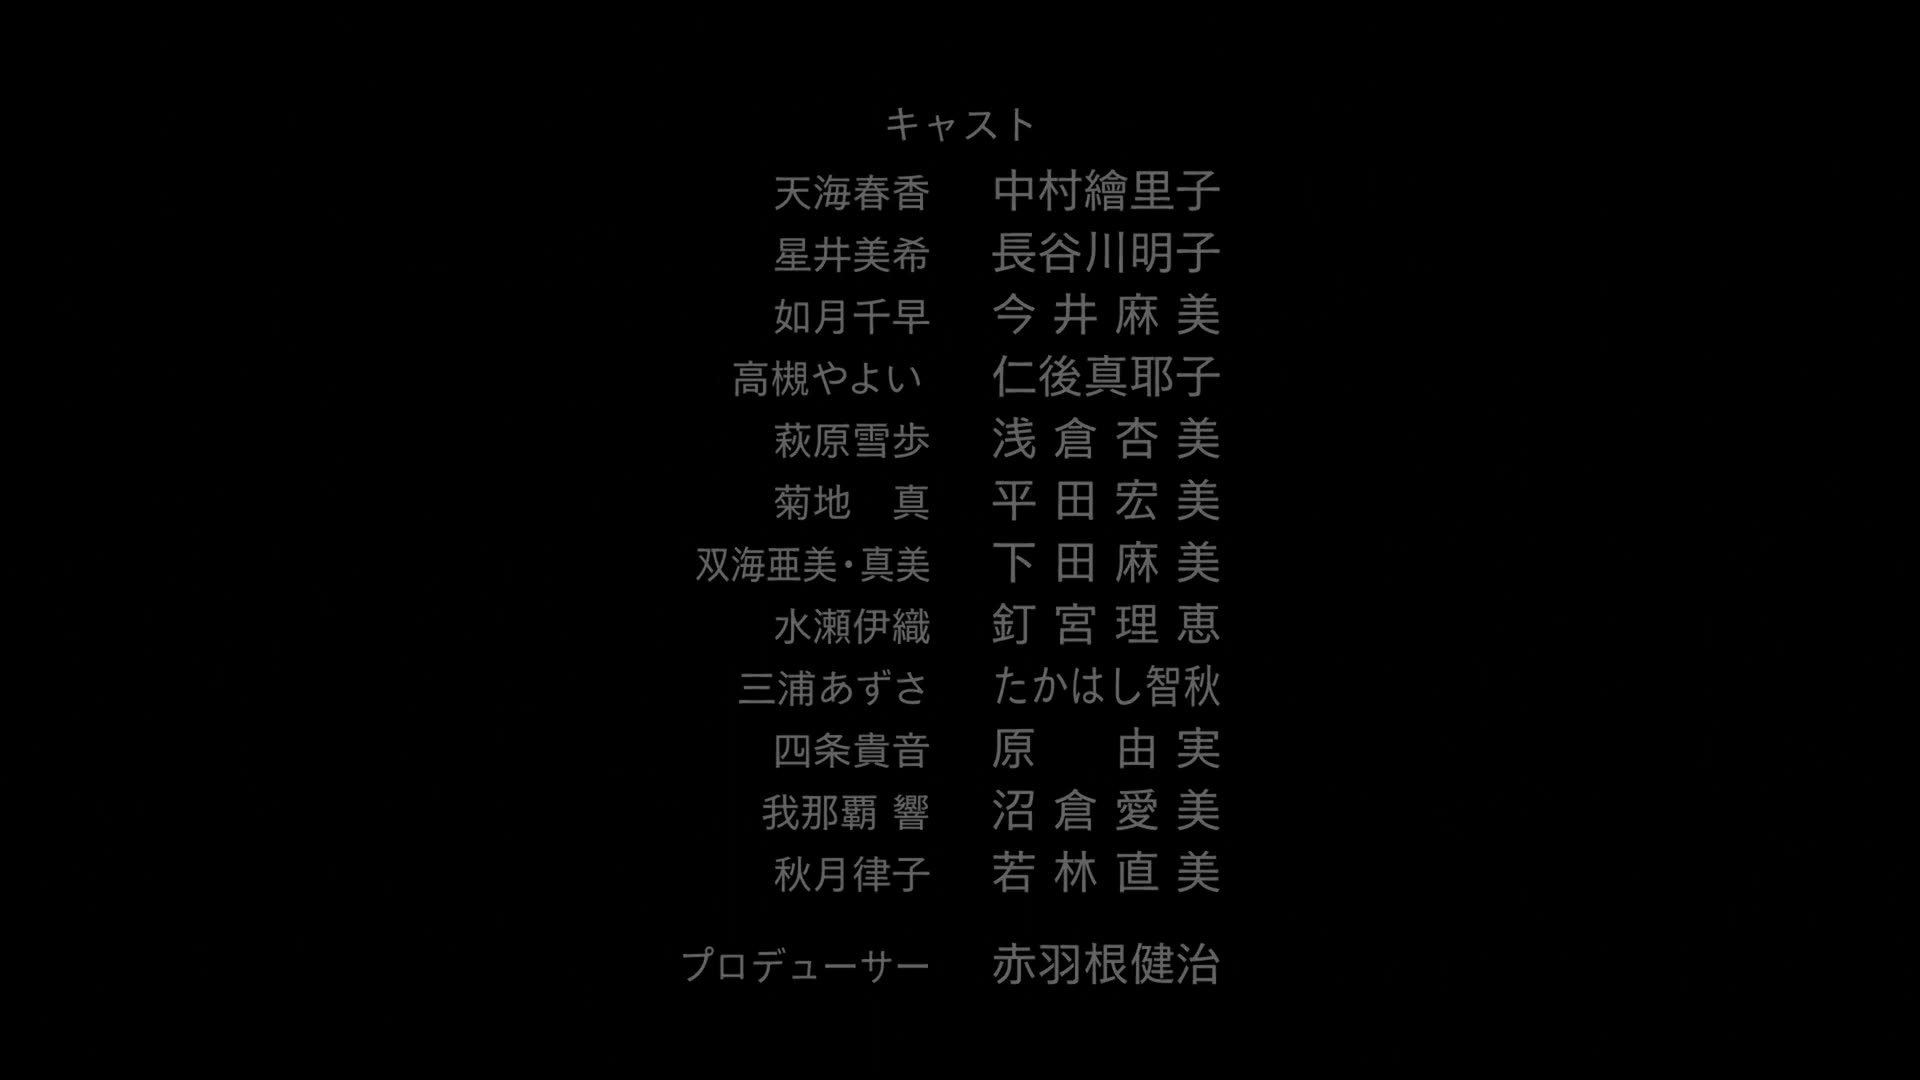 キャスト
天海春香 中村繪里子
星井美希 長谷川明子
如月千早 今井麻美
高槻やよい 仁後真耶子
萩原雪歩 浅倉杏美
菊地 真 平田宏美
双海亜美・真美 下田麻美
水瀬伊織 釘宮理恵
三浦あずさ たかはし智秋
四条貴音 原 由実
我那覇 響 沼倉愛美
秋月律子 若林直美
プロデューサー 赤羽根健治